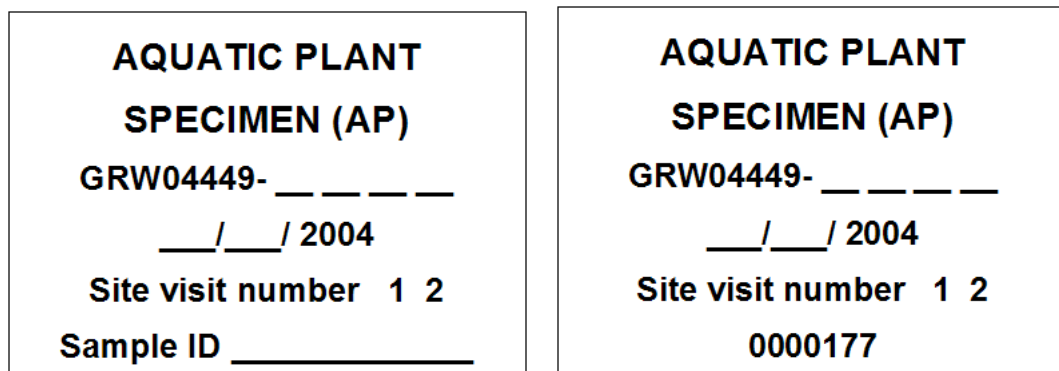 AQUATIC PLANT
SPECIMEN (AP)
GRW04449- __ __ __ __
___/___/ 2004
Site visit number 1 2
Sample ID _____________
AQUATIC PLANT
SPECIMEN (AP)
GRW04449- __ __ __ __
___/___/ 2004
Site visit number 1 2
0000177